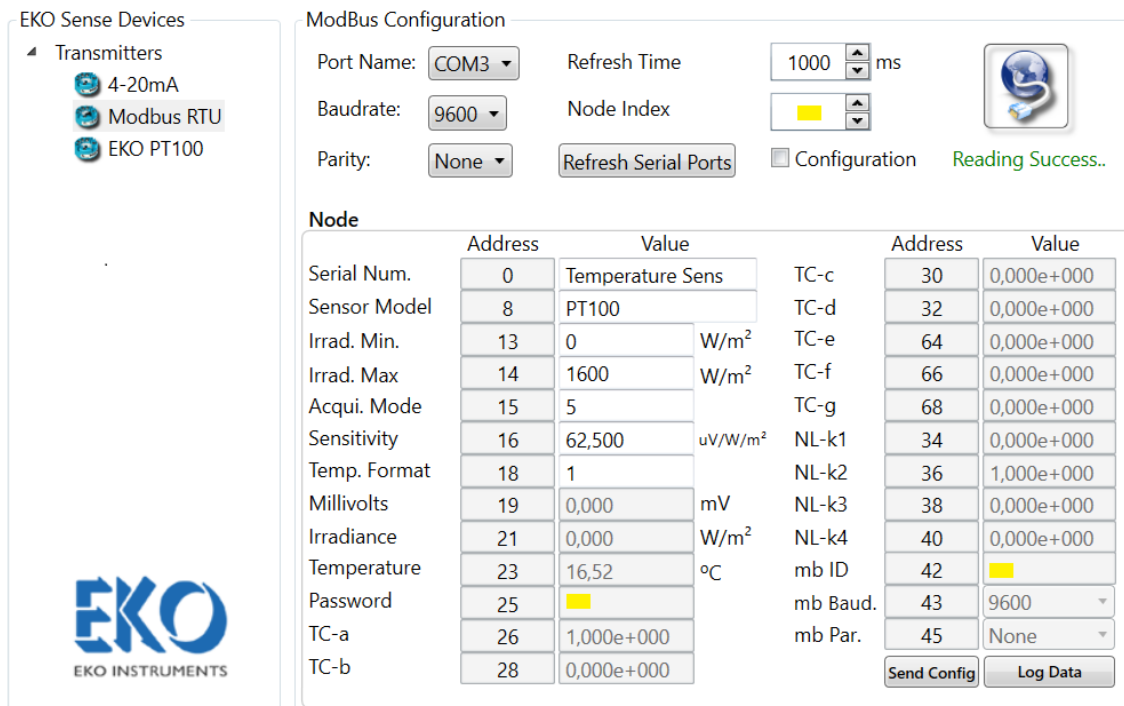 EKO Sense Devices
Transmitters
4-20mA
Modbus RTU
EKO PT100
EKO
EKO INSTRUMENTS
ModBus Configuration
Port Name: COM3 Refresh Time 1000 ms
Baudrate: 9600 Node Index
Parity: None Refresh Serial Ports Configuration Reading Success..
Node
Address Value Address Value
Serial Num. 0 Temperature Sens TC-c 30 0,000e+000
Sensor Model 8 PT100 TC-d 32 0,000e+000
Irrad. Min. 13 0 W/m² TC-e 64 0,000e+000
Irrad. Max 14 1600 W/m² TC-f 66 0,000e+000
Acqui. Mode 15 5 TC-g 68 0,000e+000
Sensitivity 16 62,500 uV/W/m² NL-k1 34 0,000e+000
Temp. Format 18 1 NL-k2 36 1,000e+000
Millivolts 19 0,000 mV NL-k3 38 0,000e+000
Irradiance 21 0,000 W/m² NL-k4 40 0,000e+000
Temperature 23 16,52 ºC mb ID 42
Password 25 mb Baud. 43 9600
TC-a 26 1,000e+000 mb Par. 45 None
TC-b 28 0,000e+000 Send Config Log Data